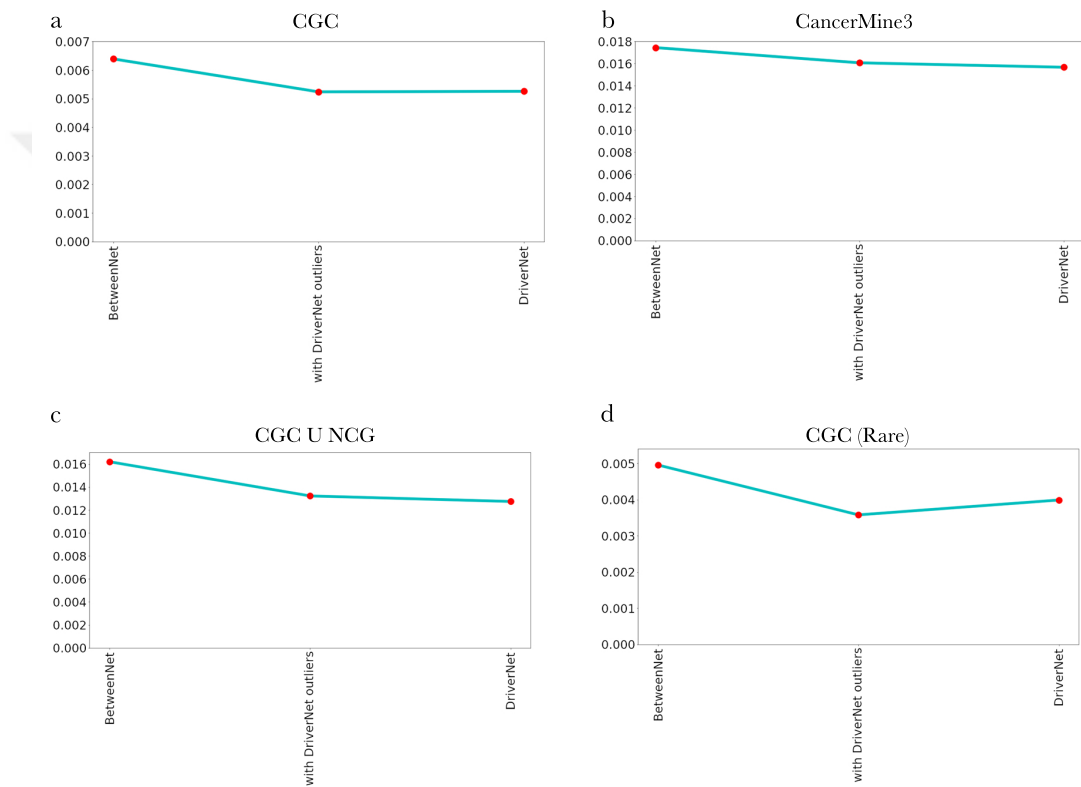 a
CGC
0.007
0.006
0.005
0.004
0.003
0.002
0.001
0.000
BetweenNet
with DriverNet outliers
DriverNet
b
CancerMine3
0.018
0.016
0.014
0.012
0.010
0.008
0.006
0.004
0.002
0.000
BetweenNet
with DriverNet outliers
DriverNet
c
CGC U NCG
0.016
0.014
0.012
0.010
0.008
0.006
0.004
0.002
0.000
BetweenNet
with DriverNet outliers
DriverNet
d
CGC (Rare)
0.005
0.004
0.003
0.002
0.001
0.000
BetweenNet
with DriverNet outliers
DriverNet